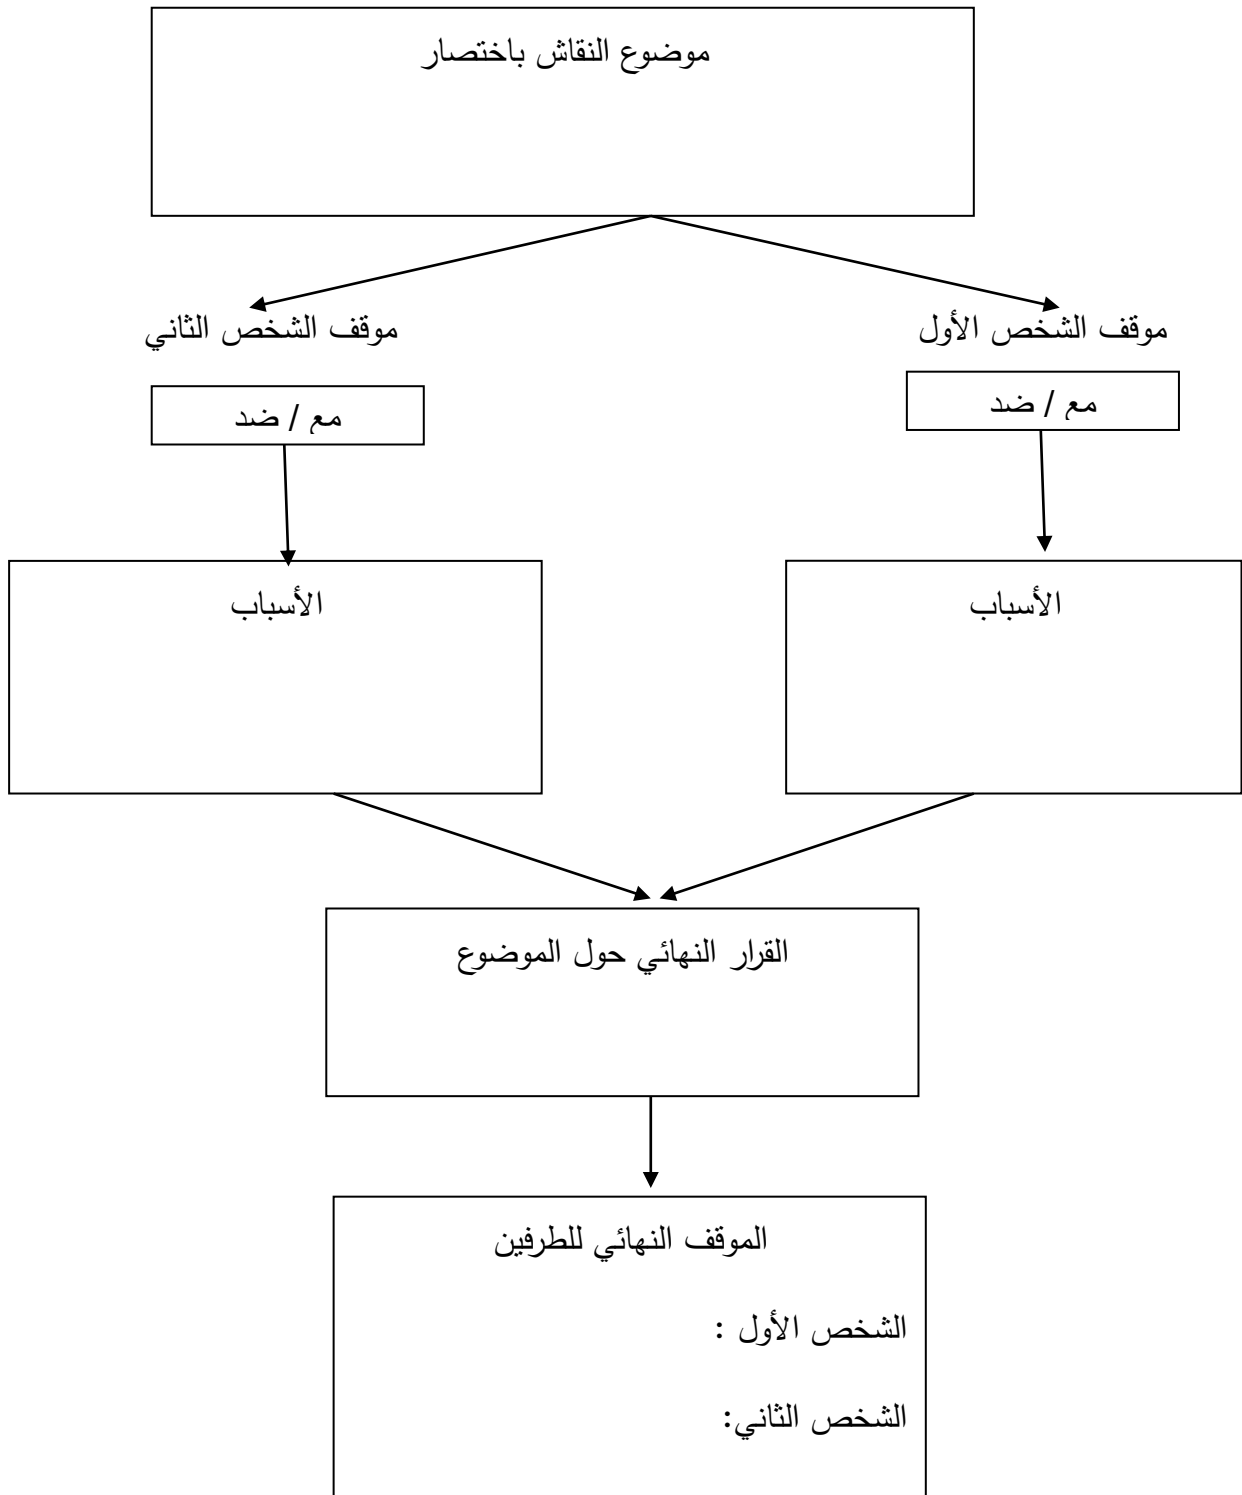 موضوع النقاش باختصار
موقف الشخص الأول
موقف الشخص الثاني
مع / ضد
مع / ضد
الأسباب
الأسباب
القرار النهائي حول الموضوع
الموقف النهائي للطرفين
الشخص الأول :
الشخص الثاني: